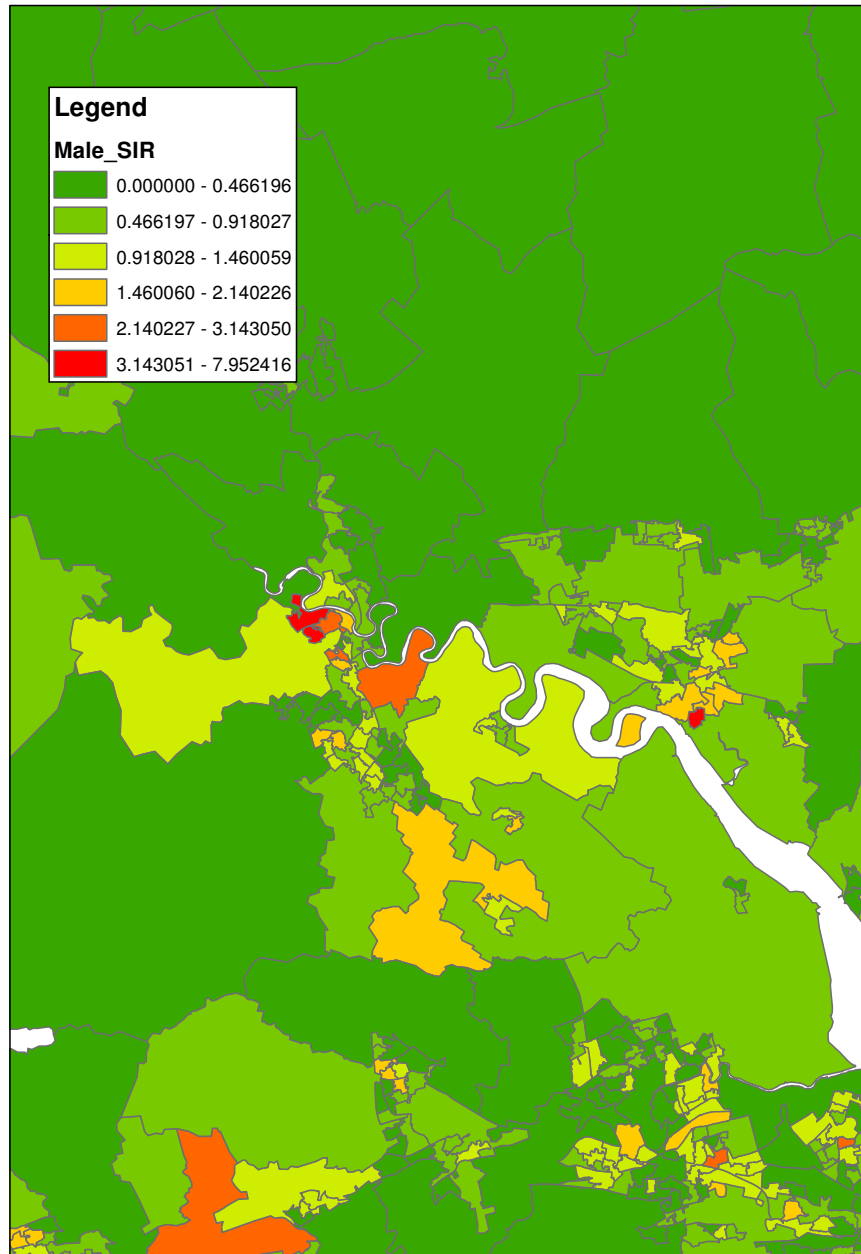 Legend
Male_SIR
0.000000 - 0.466196
0.466197 - 0.918027
0.918028 - 1.460059
1.460060 - 2.140226
2.140227 - 3.143050
3.143051 - 7.952416